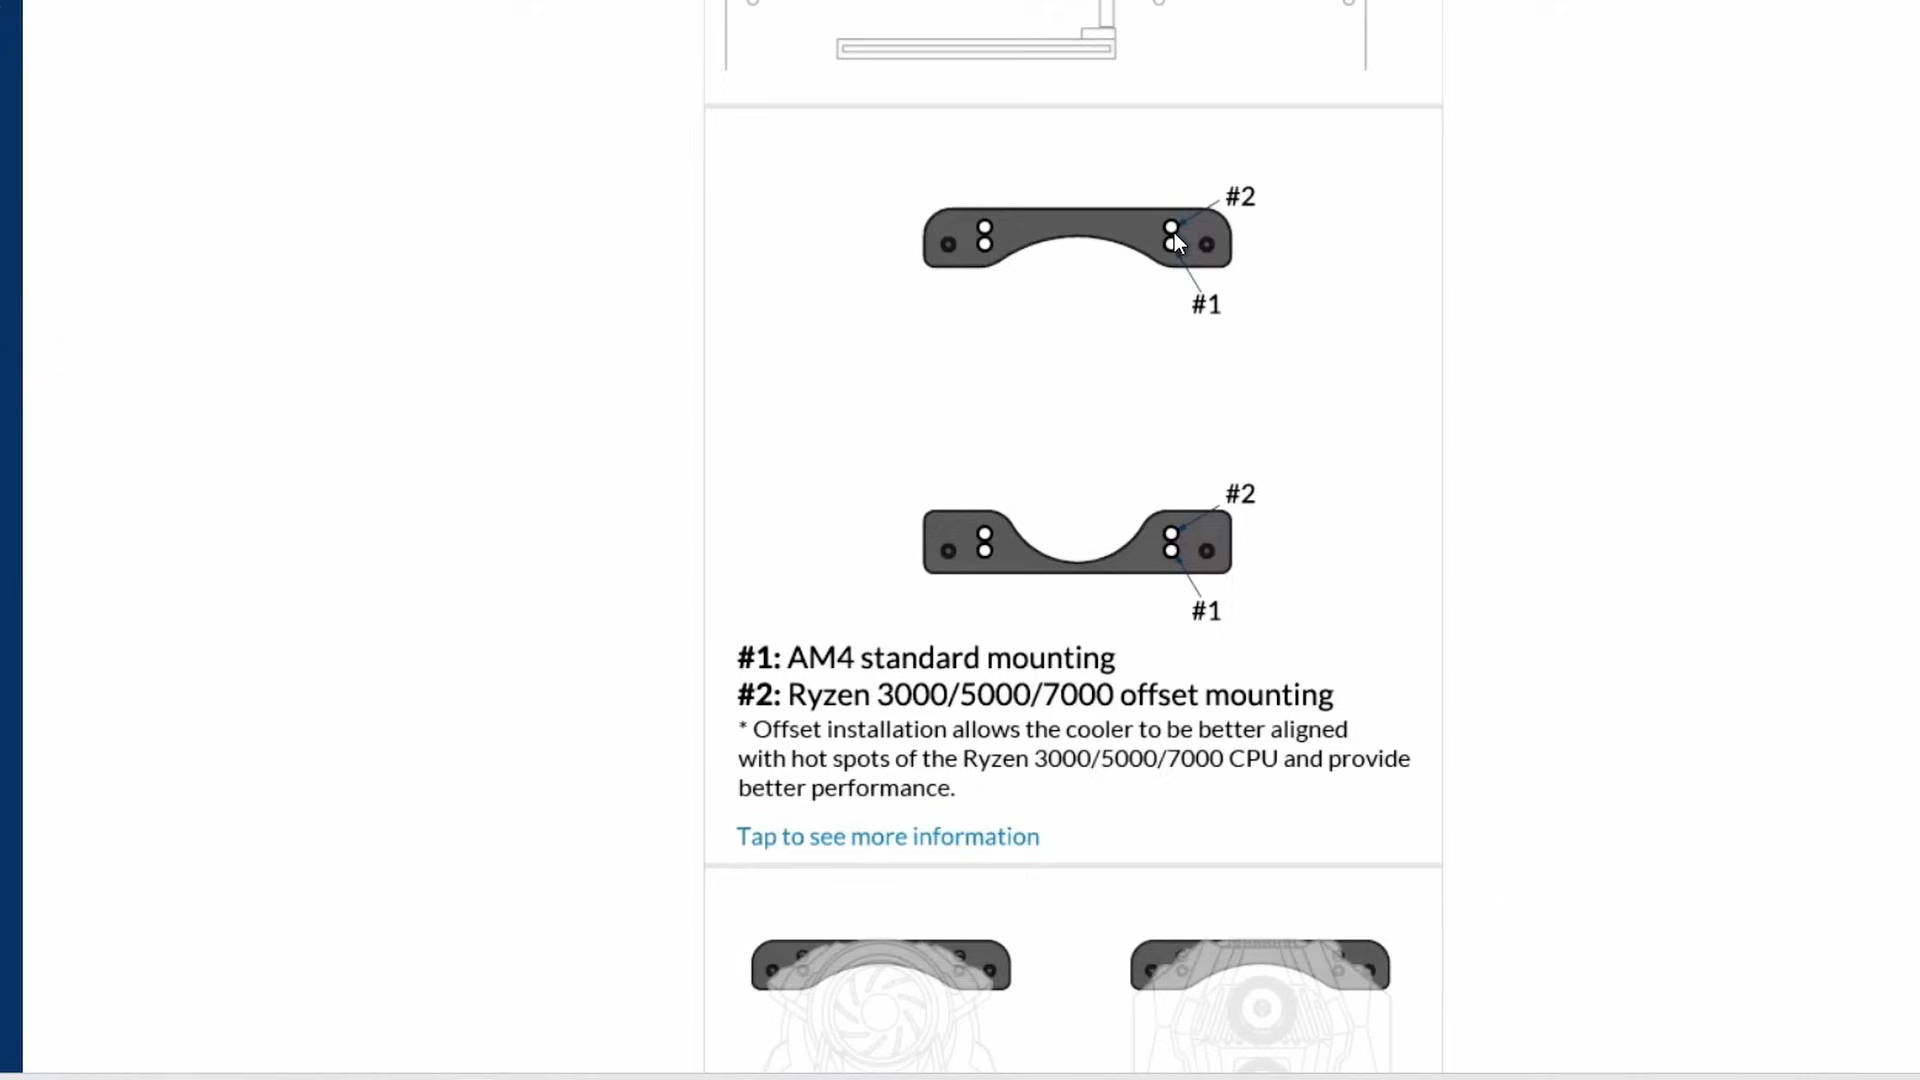 #2
#1
#2
#1
#1: AM4 standard mounting
#2: Ryzen 3000/5000/7000 offset mounting
* Offset installation allows the cooler to be better aligned
with hot spots of the Ryzen 3000/5000/7000 CPU and provide
better performance.
Tap to see more information